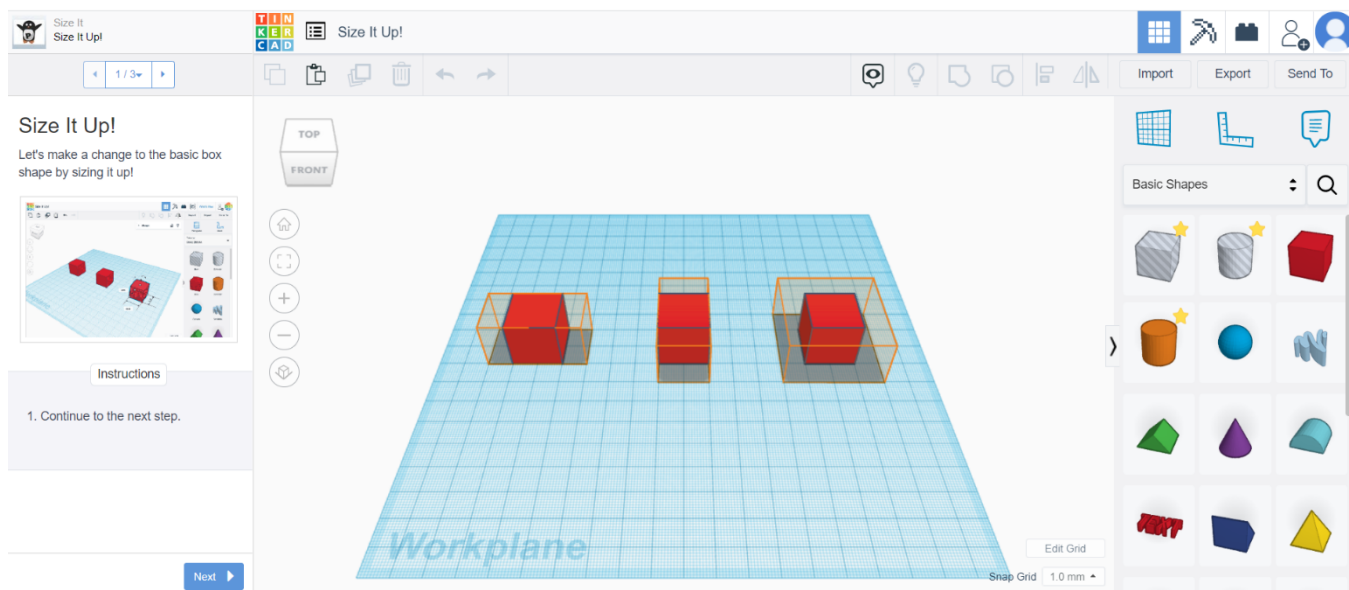 Size It
Size It Up!
TIN
KER
CAD
Size It Up!
1 / 3
Import
Export
Send To
Size It Up!
Let's make a change to the basic box
shape by sizing it up!
TOP
FRONT
Basic Shapes
Workplane
Instructions
1. Continue to the next step.
TEXT
Workplane
Edit Grid
Snap Grid 1.0 mm
Next